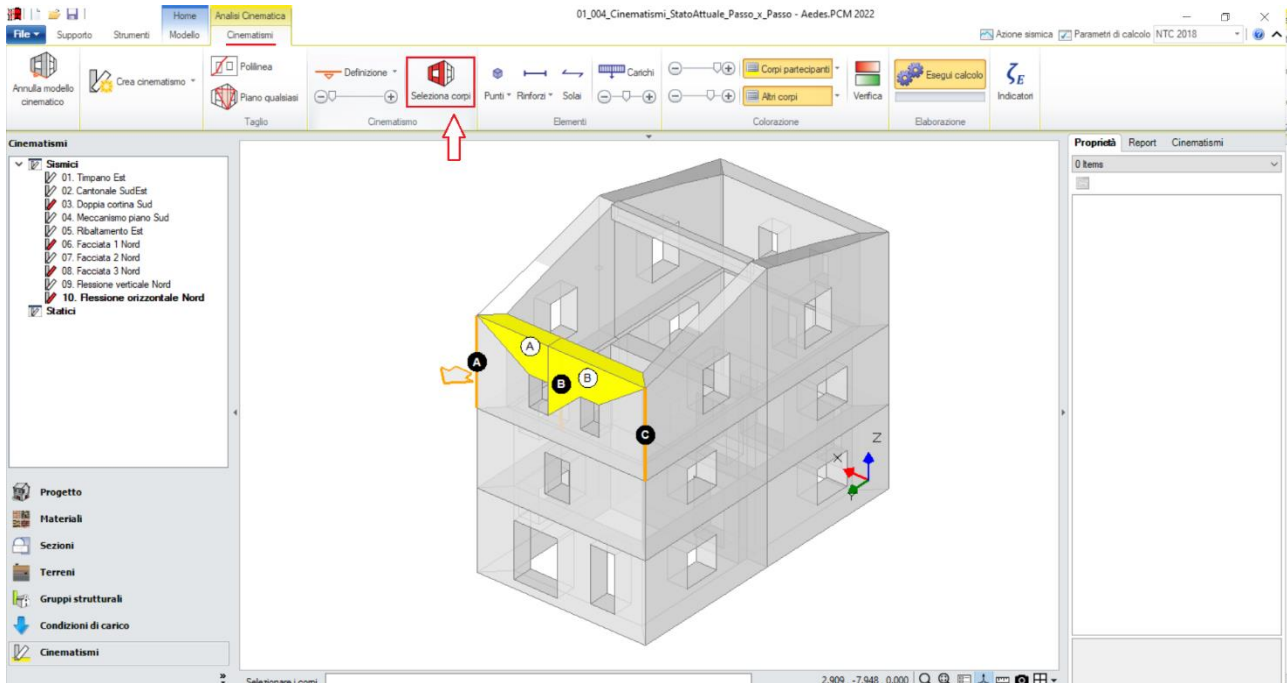 Home Analisi Cinematica
01_004_Cinematismi_StatoAttuale_Passo_x_Passo - Aedes.PCM 2022
File Supporto Strumenti Modello Cinematismi
Azione sismica Parametri di calcolo NTC 2018
Annulla modello cinematico
Crea cinematismo
Polilinea
Piano qualsiasi
Taglio
Definizione
Seleziona corpi
Cinematismo
Punti Rinforzi Solai
Carichi
Elementi
Corpi partecipanti
Altri corpi
Verifica
Colorazione
Esegui calcolo
Elaborazione
ζE
Indicatori
Cinematismi
Sismici
01. Timpano Est
02. Cantonale SudEst
03. Doppia cortina Sud
04. Meccanismo piano Sud
05. Ribaltamento Est
06. Facciata 1 Nord
07. Facciata 2 Nord
08. Facciata 3 Nord
09. Flessione verticale Nord
10. Flessione orizzontale Nord
Statici
A
A
B
B
C
Z
X
Y
Proprietà Report Cinematismi
0 Items
Progetto
Materiali
Sezioni
Terreni
Gruppi strutturali
Condizioni di carico
Cinematismi
Selezionare i corpi
2.909 -7.948 0.000